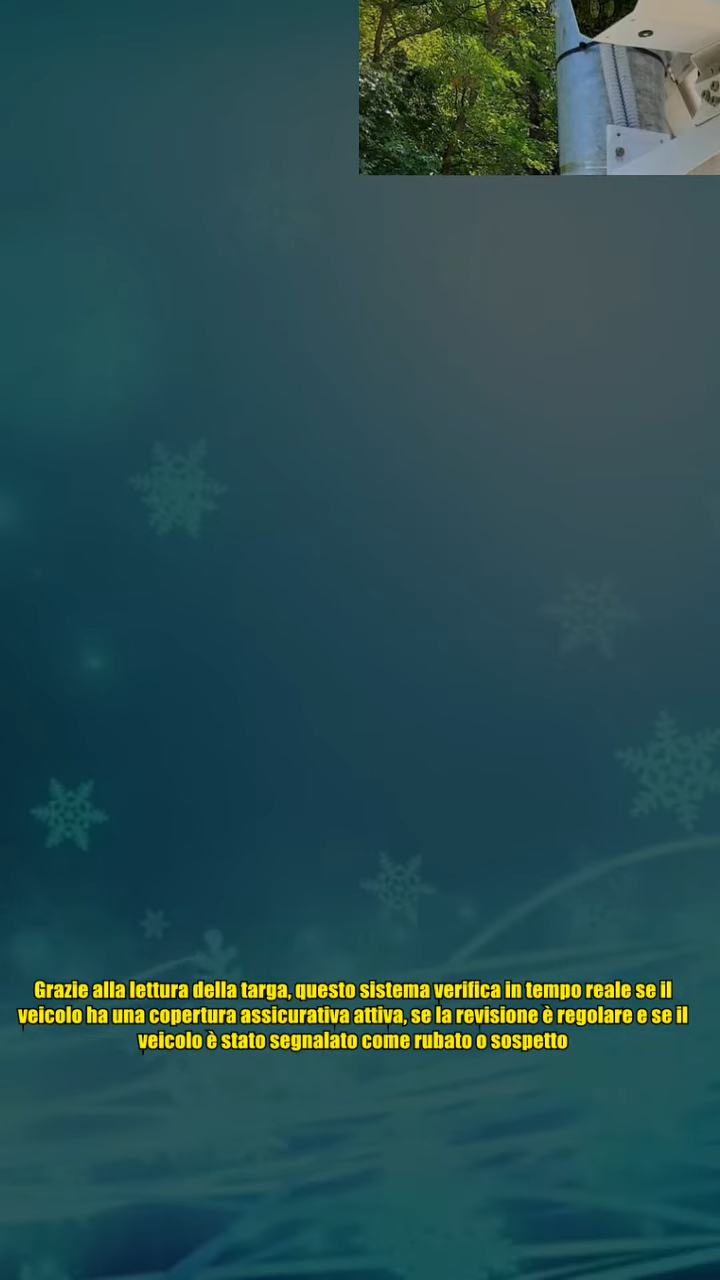 Grazie alla lettura della targa, questo sistema verifica in tempo reale se il
veicolo ha una copertura assicurativa attiva, se la revisione è regolare e se il
veicolo è stato segnalato come rubato o sospetto